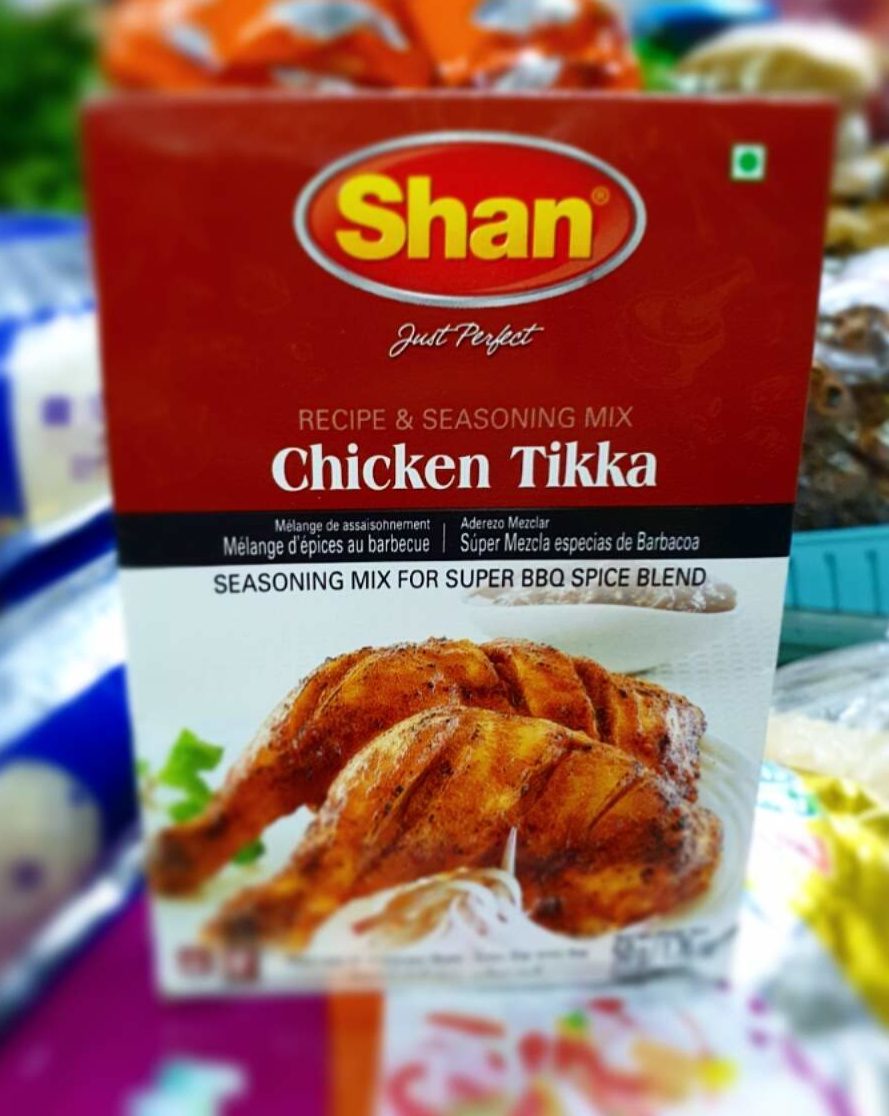 Shan®
Just Perfect
RECIPE & SEASONING MIX
Chicken Tikka
Mélange de assaisohnement
Mélange d'épices au barbecue
Aderezo Mezclar
Súper Mezcla especias de Barbacoa
SEASONING MIX FOR SUPER BBQ SPICE BLEND